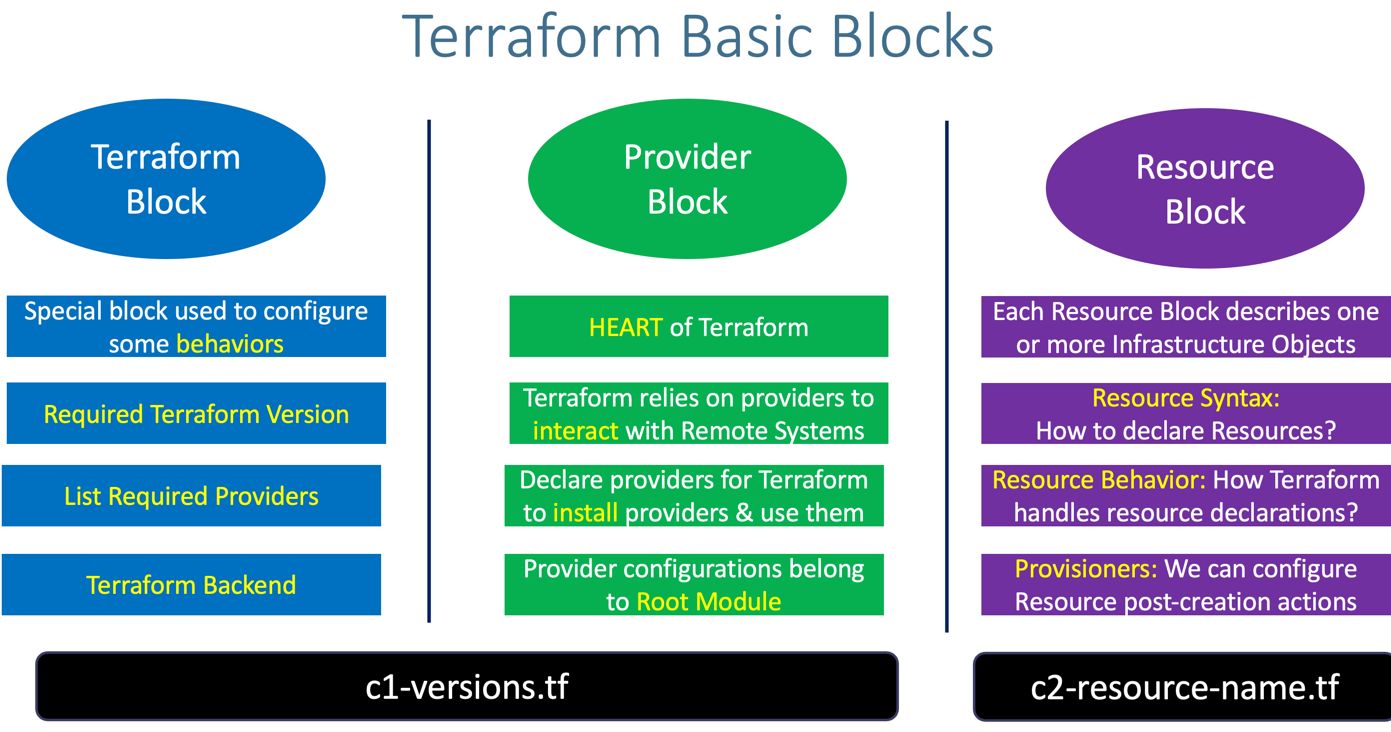 Terraform Basic Blocks
Terraform
Block
Special block used to configure
some behaviors
Required Terraform Version
List Required Providers
Terraform Backend
Provider
Block
HEART of Terraform
Terraform relies on providers to
interact with Remote Systems
Declare providers for Terraform
to install providers & use them
Provider configurations belong
to Root Module
c1-versions.tf
Resource
Block
Each Resource Block describes one
or more Infrastructure Objects
Resource Syntax:
How to declare Resources?
Resource Behavior: How Terraform
handles resource declarations?
Provisioners: We can configure
Resource post-creation actions
c2-resource-name.tf